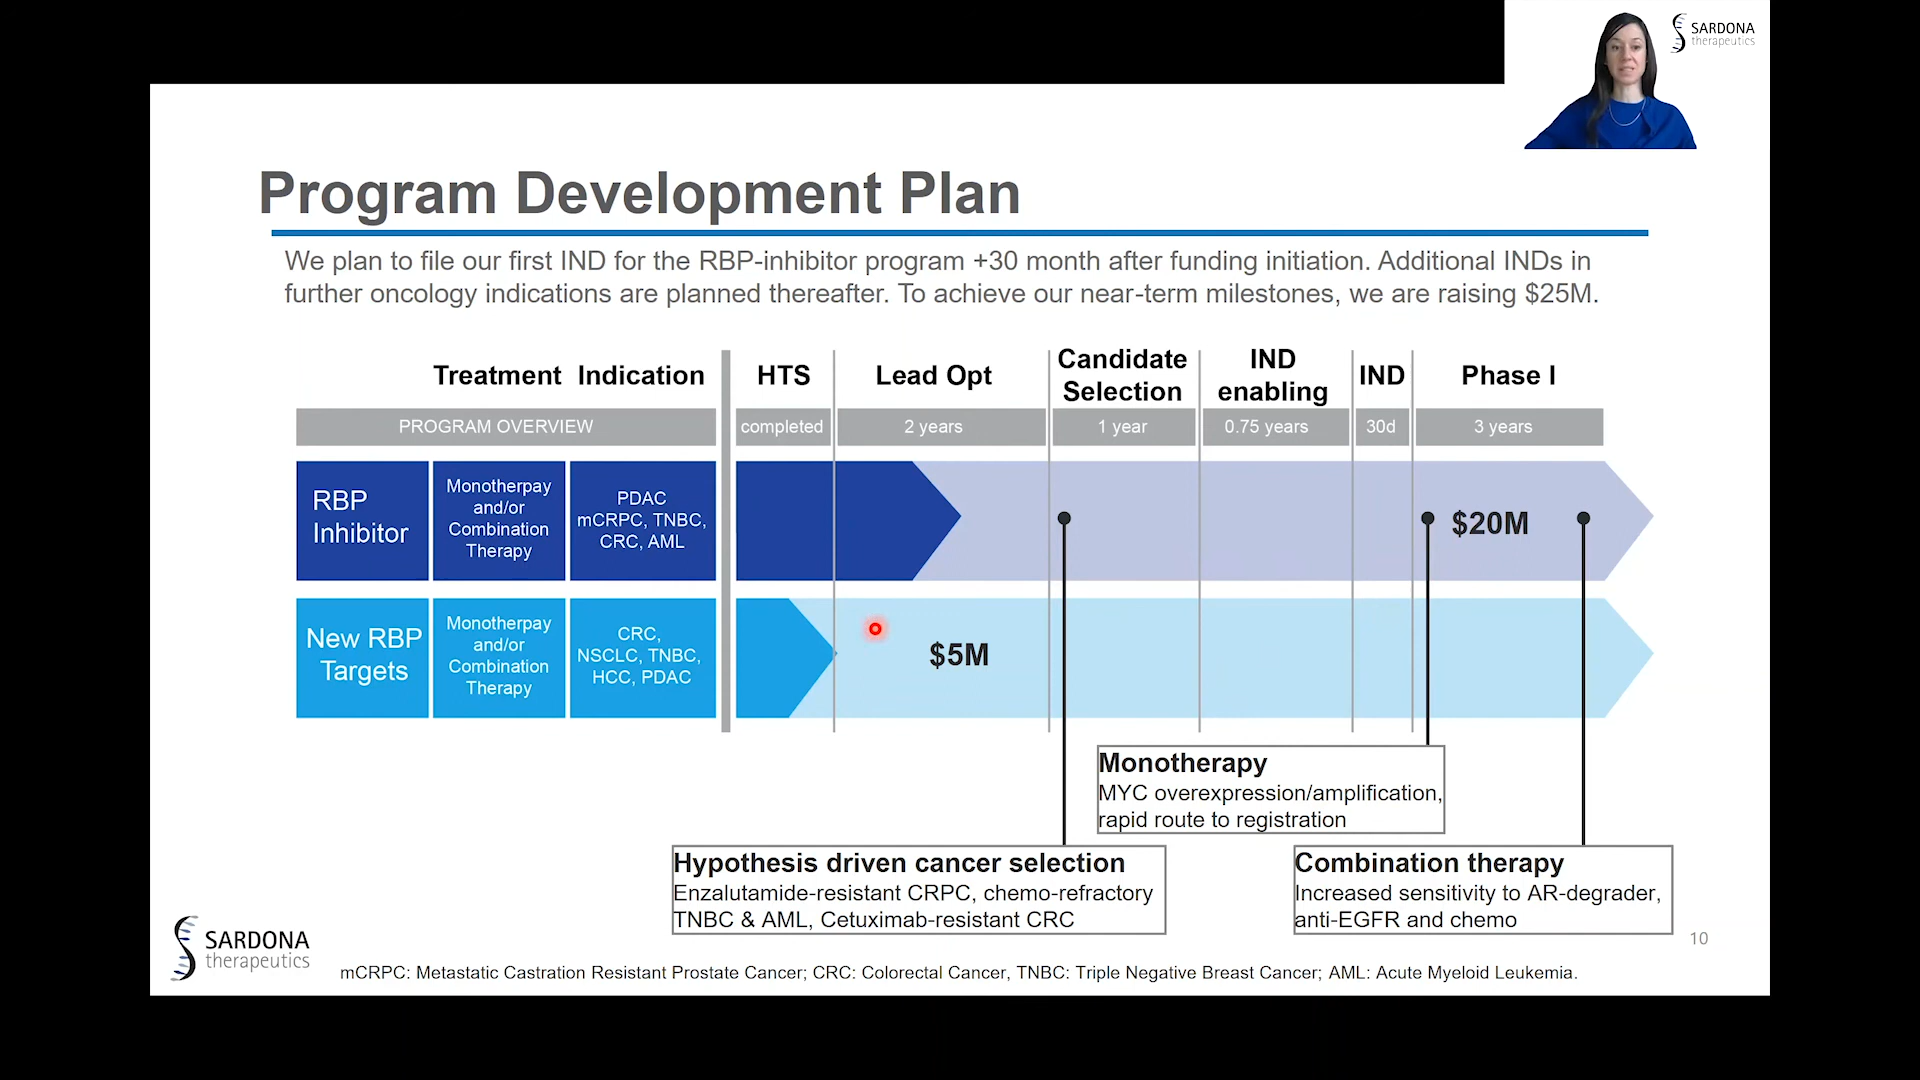 SARDONA
therapeutics
Program Development Plan
We plan to file our first IND for the RBP-inhibitor program +30 month after funding initiation. Additional INDs in
further oncology indications are planned thereafter. To achieve our near-term milestones, we are raising $25M.
Treatment Indication HTS Lead Opt Candidate Selection IND enabling IND Phase I
PROGRAM OVERVIEW completed 2 years 1 year 0.75 years 30d 3 years
RBP
Inhibitor
Monotherpay
and/or
Combination
Therapy
PDAC
mCRPC, TNBC,
CRC, AML
$20M
New RBP
Targets
Monotherpay
and/or
Combination
Therapy
CRC,
NSCLC, TNBC,
HCC, PDAC
$5M
Monotherapy
MYC overexpression/amplification,
rapid route to registration
Hypothesis driven cancer selection
Enzalutamide-resistant CRPC, chemo-refractory
TNBC & AML, Cetuximab-resistant CRC
Combination therapy
Increased sensitivity to AR-degrader,
anti-EGFR and chemo
10
SARDONA
therapeutics
mCRPC: Metastatic Castration Resistant Prostate Cancer; CRC: Colorectal Cancer, TNBC: Triple Negative Breast Cancer; AML: Acute Myeloid Leukemia.